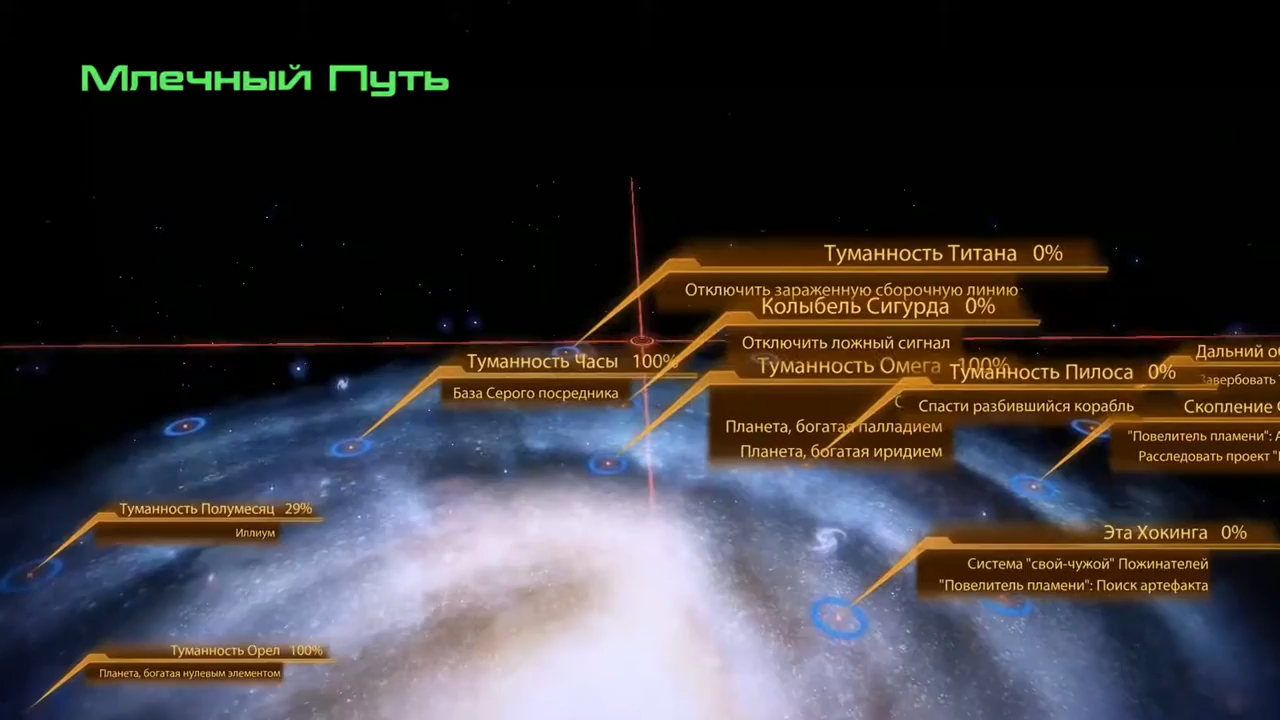 Млечный Путь
Туманность Титана 0%
Отключить зараженную сборочную линию
Колыбель Сигурда 0%
Отключить ложный сигнал
Туманность Часы 100%
База Серого посредника
Туманность Омега 100%
Планета, богатая палладием
Планета, богатая иридием
Туманность Пилоса 0%
Спасти разбившийся корабль
Дальний
Завербовать
Скопление
"Повелитель пламени":
Расследовать проект
Туманность Полумесяц 29%
Иллиум
Эта Хокинга 0%
Система "свой-чужой" Пожинателей
"Повелитель пламени": Поиск артефакта
Туманность Орел 100%
Планета, богатая нулевым элементом